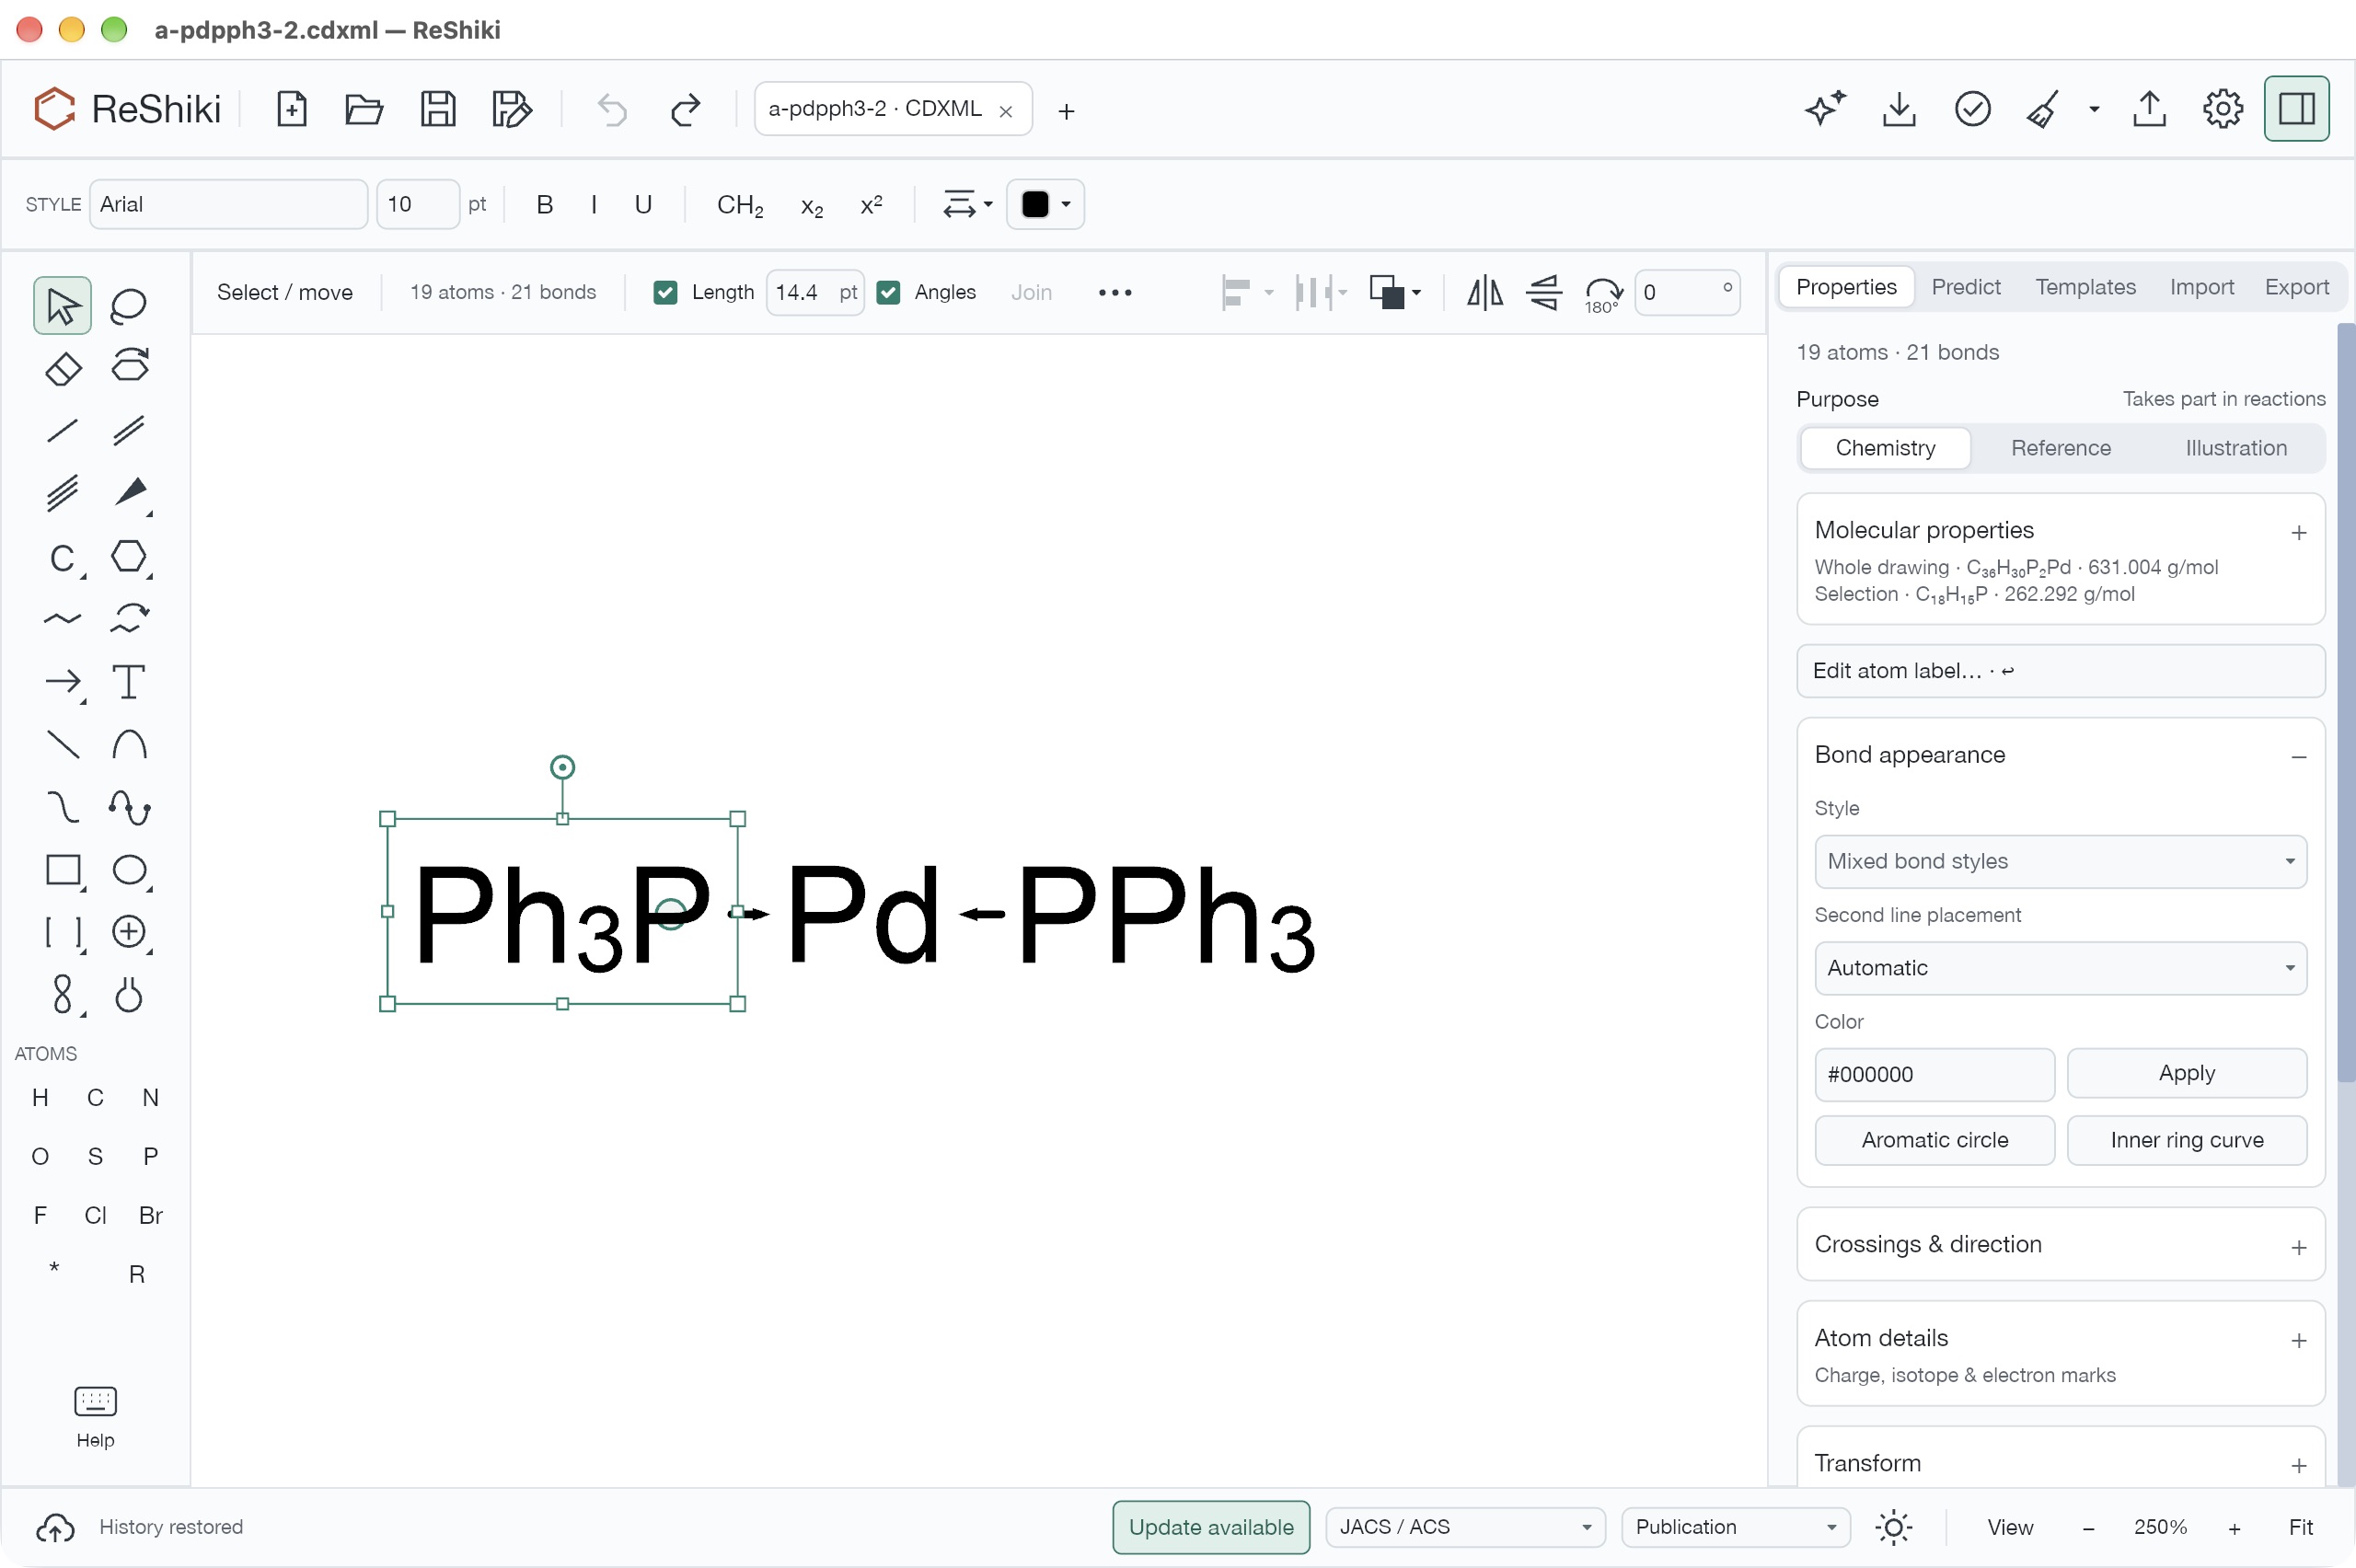 a-pdpph3-2.cdxml — ReShiki
ReShiki
a-pdpph3-2 · CDXML ×
+
STYLE Arial 10 pt B I U CH₂ x₂ x²
Select / move 19 atoms · 21 bonds Length 14.4 pt Angles Join ••• 180° 0 °
Properties Predict Templates Import Export
19 atoms · 21 bonds
Purpose Takes part in reactions
Chemistry Reference Illustration
Molecular properties +
Whole drawing · C₃₆H₃₀P₂Pd · 631.004 g/mol
Selection · C₁₈H₁₅P · 262.292 g/mol
Edit atom label... · ↩
Bond appearance −
Style
Mixed bond styles
Second line placement
Automatic
Color
#000000 Apply
Aromatic circle Inner ring curve
Crossings & direction +
Atom details +
Charge, isotope & electron marks
Transform +
Ph₃P Pd PPh₃
C
T
[ ]
ATOMS
H C N
O S P
F Cl Br
* R
Help
History restored Update available JACS / ACS Publication View − 250% + Fit